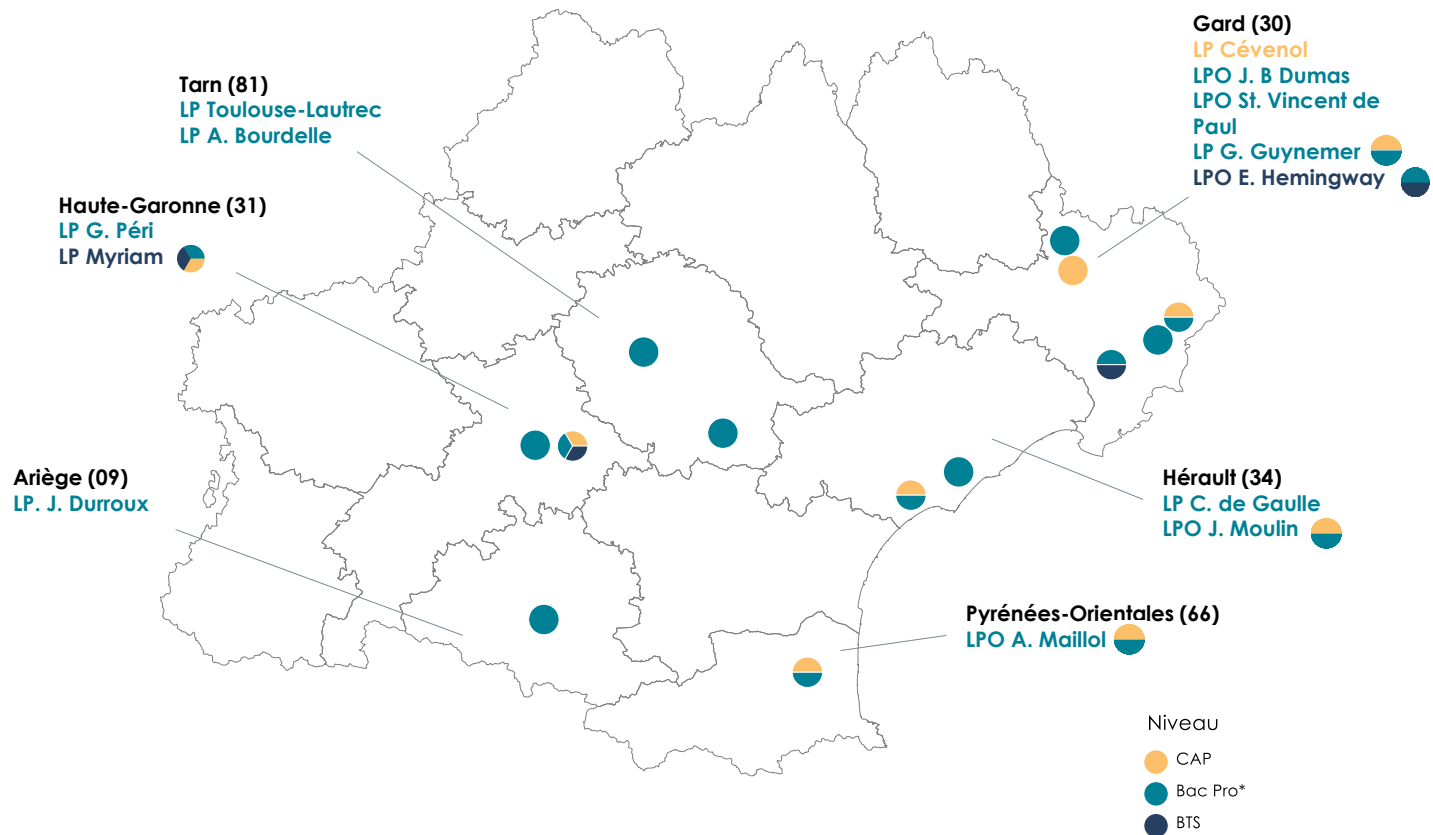 Gard (30)
LP Cévenol
LPO J. B Dumas
LPO St. Vincent de
Paul
LP G. Guynemer
LPO E. Hemingway
Tarn (81)
LP Toulouse-Lautrec
LP A. Bourdelle
Haute-Garonne (31)
LP G. Péri
LP Myriam
Ariège (09)
LP. J. Durroux
Hérault (34)
LP C. de Gaulle
LPO J. Moulin
Pyrénées-Orientales (66)
LPO A. Maillol
Niveau
CAP
Bac Pro*
BTS